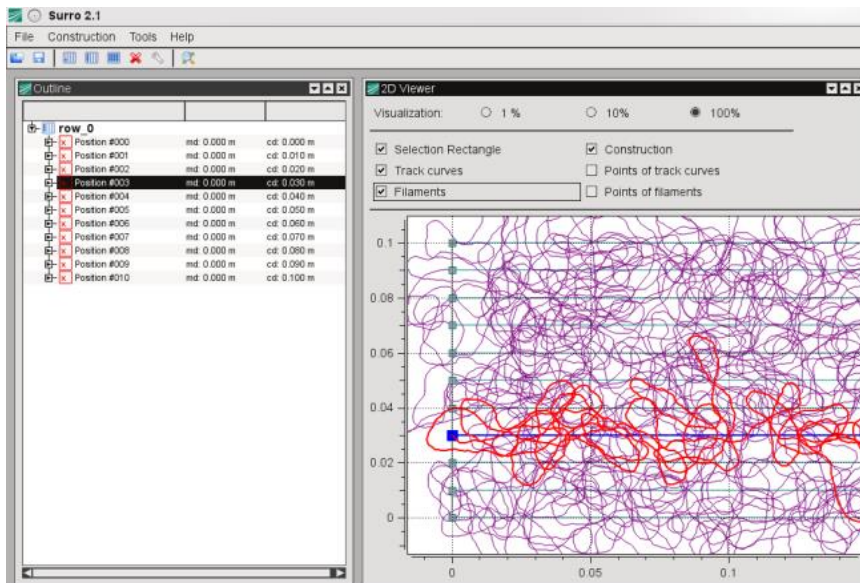 Surro 2.1
File Construction Tools Help
Outline
row_0
Position #000 md: 0.000 m cd: 0.000 m
Position #001 md: 0.000 m cd: 0.010 m
Position #002 md: 0.000 m cd: 0.020 m
Position #003 md: 0.000 m cd: 0.030 m
Position #004 md: 0.000 m cd: 0.040 m
Position #005 md: 0.000 m cd: 0.050 m
Position #006 md: 0.000 m cd: 0.060 m
Position #007 md: 0.000 m cd: 0.070 m
Position #008 md: 0.000 m cd: 0.080 m
Position #009 md: 0.000 m cd: 0.090 m
Position #010 md: 0.000 m cd: 0.100 m
2D Viewer
Visualization: 1 % 10% 100%
Selection Rectangle Construction
Track curves Points of track curves
Filaments Points of filaments
0.1
0.08
0.06
0.04
0.02
0
0 0.05 0.1